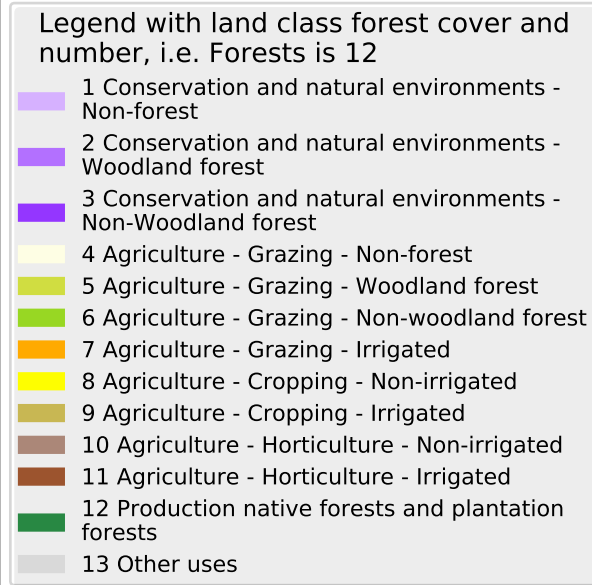 Legend with land class forest cover and
number, i.e. Forests is 12
1 Conservation and natural environments -
Non-forest
2 Conservation and natural environments -
Woodland forest
3 Conservation and natural environments -
Non-Woodland forest
4 Agriculture - Grazing - Non-forest
5 Agriculture - Grazing - Woodland forest
6 Agriculture - Grazing - Non-woodland forest
7 Agriculture - Grazing - Irrigated
8 Agriculture - Cropping - Non-irrigated
9 Agriculture - Cropping - Irrigated
10 Agriculture - Horticulture - Non-irrigated
11 Agriculture - Horticulture - Irrigated
12 Production native forests and plantation
forests
13 Other uses